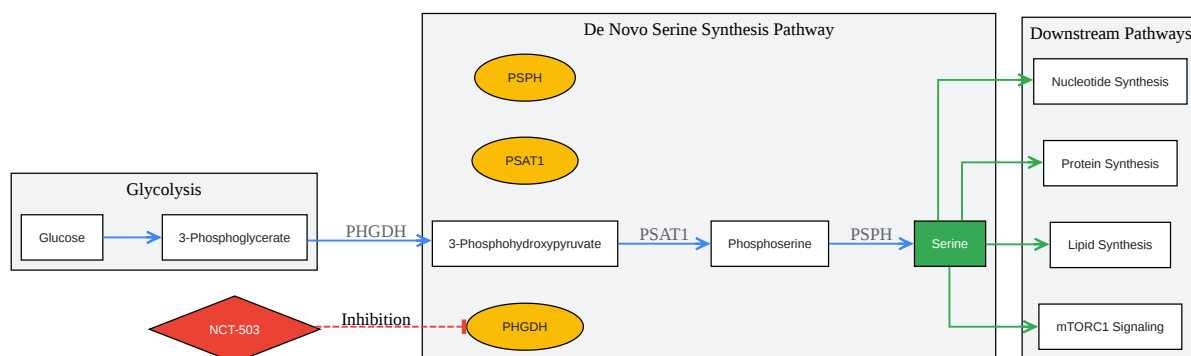 De Novo Serine Synthesis Pathway
Downstream Pathways
PSPH
Nucleotide Synthesis
PSAT1
Protein Synthesis
Glycolysis
Glucose
3-Phosphoglycerate
PHGDH
3-Phosphohydroxypyruvate
PSAT1
Phosphoserine
PSPH
Serine
Lipid Synthesis
NCT-503
Inhibition
PHGDH
mTORC1 Signaling